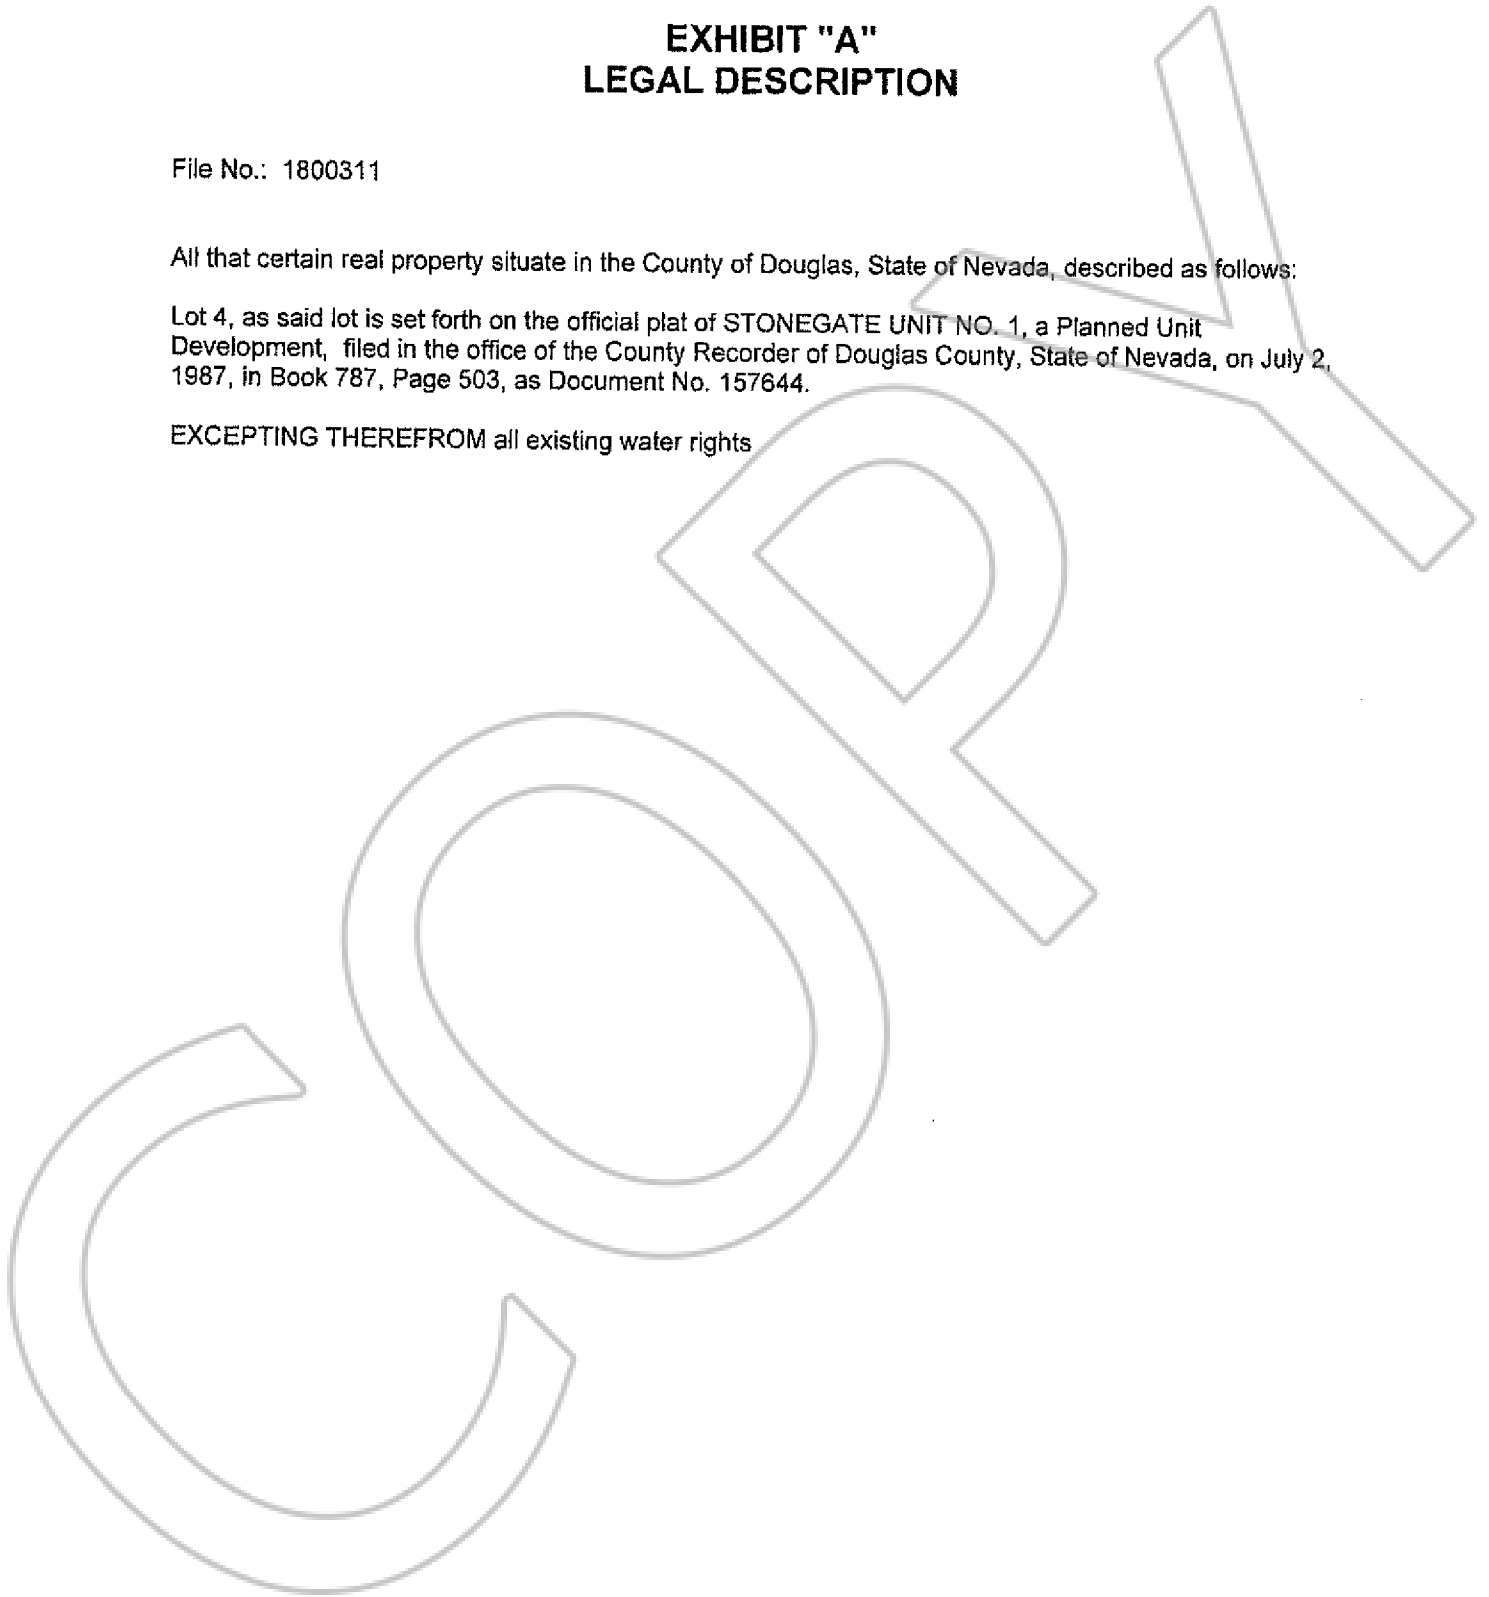 EXHIBIT "A"
LEGAL DESCRIPTION
File No.: 1800311
All that certain real property situate in the County of Douglas, State of Nevada, described as follows:
Lot 4, as said lot is set forth on the official plat of STONEGATE UNIT NO. 1, a Planned Unit
Development, filed in the office of the County Recorder of Douglas County, State of Nevada, on July 2,
1987, in Book 787, Page 503, as Document No. 157644.
EXCEPTING THEREFROM all existing water rights
COPY